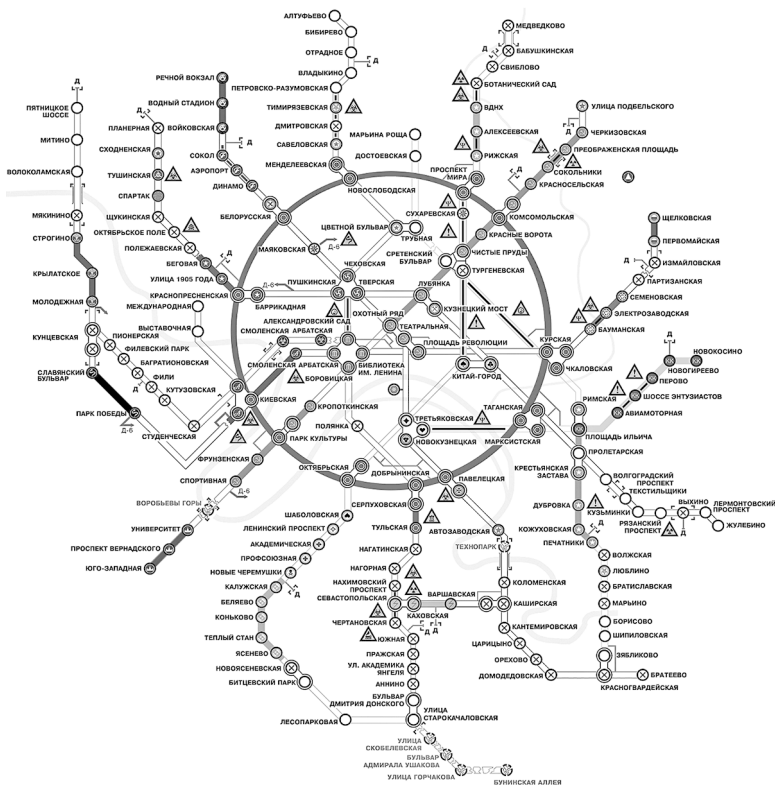 АЛТУФЬЕВО
БИБИРЕВО
ОТРАДНОЕ
Д
ВЛАДЫКИНО
ПЕТРОВСКО-РАЗУМОВСКАЯ
ТИМИРЯЗЕВСКАЯ
ДМИТРОВСКАЯ
САВЕЛОВСКАЯ
МЕНДЕЛЕЕВСКАЯ
НОВОСЛОБОДСКАЯ
МАРЬИНА РОЩА
ДОСТОЕВСКАЯ
МЕДВЕДКОВО
Д
БАБУШКИНСКАЯ
СВИБЛОВО
БОТАНИЧЕСКИЙ САД
ВДНХ
АЛЕКСЕЕВСКАЯ
РИЖСКАЯ
ПРОСПЕКТ
МИРА
УЛИЦА ПОДБЕЛЬСКОГО
ЧЕРКИЗОВСКАЯ
Д
ПРЕОБРАЖЕНСКАЯ ПЛОЩАДЬ
СОКОЛЬНИКИ
КРАСНОСЕЛЬСКАЯ
КОМСОМОЛЬСКАЯ
КРАСНЫЕ ВОРОТА
РЕЧНОЙ ВОКЗАЛ
ВОДНЫЙ СТАДИОН
ВОЙКОВСКАЯ
Д
СОКОЛ
АЭРОПОРТ
ДИНАМО
БЕЛОРУССКАЯ
МАЯКОВСКАЯ
Д-6
Д
ПЯТНИЦКОЕ
ШОССЕ
МИТИНО
ВОЛОКОЛАМСКАЯ
МЯКИНИНО
Д
СТРОГИНО
КРЫЛАТСКОЕ
МОЛОДЕЖНАЯ
Д
КУНЦЕВСКАЯ
СЛАВЯНСКИЙ
БУЛЬВАР
ПАРК ПОБЕДЫ
Д-6
ПЛАНЕРНАЯ
Д
СХОДНЕНСКАЯ
ТУШИНСКАЯ
СПАРТАК
ЩУКИНСКАЯ
ОКТЯБРЬСКОЕ ПОЛЕ
ПОЛЕЖАЕВСКАЯ
БЕГОВАЯ
УЛИЦА 1905 ГОДА
КРАСНОПРЕСНЕНСКАЯ
БАРРИКАДНАЯ
Д-6
МЕЖДУНАРОДНАЯ
ВЫСТАВОЧНАЯ
ПИОНЕРСКАЯ
ФИЛЕВСКИЙ ПАРК
БАГРАТИОНОВСКАЯ
Д
ФИЛИ
КУТУЗОВСКАЯ
СТУДЕНЧЕСКАЯ
КИЕВСКАЯ
ЦВЕТНОЙ БУЛЬВАР
ТРУБНАЯ
СУХАРЕВСКАЯ
СРЕТЕНСКИЙ
БУЛЬВАР
ЧИСТЫЕ ПРУДЫ
ТУРГЕНЕВСКАЯ
ЧЕХОВСКАЯ
ПУШКИНСКАЯ
ТВЕРСКАЯ
ЛУБЯНКА
КУЗНЕЦКИЙ МОСТ
ОХОТНЫЙ РЯД
ТЕАТРАЛЬНАЯ
ПЛОЩАДЬ РЕВОЛЮЦИИ
АЛЕКСАНДРОВСКИЙ САД
СМОЛЕНСКАЯ АРБАТСКАЯ
СМОЛЕНСКАЯ АРБАТСКАЯ
БОРОВИЦКАЯ
БИБЛИОТЕКА
ИМ. ЛЕНИНА
КИТАЙ-ГОРОД
КУРСКАЯ
ЧКАЛОВСКАЯ
ЩЕЛКОВСКАЯ
ПЕРВОМАЙСКАЯ
Д
ИЗМАЙЛОВСКАЯ
ПАРТИЗАНСКАЯ
СЕМЕНОВСКАЯ
ЭЛЕКТРОЗАВОДСКАЯ
БАУМАНСКАЯ
Д
НОВОКОСИНО
НОВОГИРЕЕВО
ПЕРОВО
ШОССЕ ЭНТУЗИАСТОВ
АВИАМОТОРНАЯ
РИМСКАЯ
ПЛОЩАДЬ ИЛЬИЧА
ТАГАНСКАЯ
МАРКСИСТСКАЯ
ПРОЛЕТАРСКАЯ
КРЕСТЬЯНСКАЯ
ЗАСТАВА
ВОЛГОГРАДСКИЙ
ПРОСПЕКТ
ТЕКСТИЛЬЩИКИ
КУЗЬМИНКИ
РЯЗАНСКИЙ
ПРОСПЕКТ
ВЫХИНО
Д
ЛЕРМОНТОВСКИЙ
ПРОСПЕКТ
ЖУЛЕБИНО
ДУБРОВКА
КОЖУХОВСКАЯ
Д
ПЕЧАТНИКИ
ВОЛЖСКАЯ
ЛЮБЛИНО
БРАТИСЛАВСКАЯ
МАРЬИНО
БОРИСОВО
ШИПИЛОВСКАЯ
Д
ЗЯБЛИКОВО
КРАСНОГВАРДЕЙСКАЯ
БРАТЕЕВО
Д
КРОПОТКИНСКАЯ
ПОЛЯНКА
ПАРК КУЛЬТУРЫ
ФРУНЗЕНСКАЯ
СПОРТИВНАЯ
Д-6
ВОРОБЬЕВЫ ГОРЫ
УНИВЕРСИТЕТ
ПРОСПЕКТ ВЕРНАДСКОГО
ЮГО-ЗАПАДНАЯ
ТРЕТЬЯКОВСКАЯ
НОВОКУЗНЕЦКАЯ
ОКТЯБРЬСКАЯ
ДОБРЫНИНСКАЯ
ПАВЕЛЕЦКАЯ
СЕРПУХОВСКАЯ
ТУЛЬСКАЯ
НАГАТИНСКАЯ
НАГОРНАЯ
НАХИМОВСКИЙ
ПРОСПЕКТ
СЕВАСТОПОЛЬСКАЯ
ВАРШАВСКАЯ
КАШИРСКАЯ
КАХОВСКАЯ
Д
ЧЕРТАНОВСКАЯ
Д
ЮЖНАЯ
ПРАЖСКАЯ
УЛ. АКАДЕМИКА
ЯНГЕЛЯ
АННИНО
БУЛЬВАР
ДМИТРИЯ ДОНСКОГО
УЛИЦА
СТАРОКАЧАЛОВСКАЯ
АВТОЗАВОДСКАЯ
ТЕХНОПАРК
КОЛОМЕНСКАЯ
КАНТЕМИРОВСКАЯ
ЦАРИЦЫНО
ОРЕХОВО
ДОМОДЕДОВСКАЯ
ШАБОЛОВСКАЯ
ЛЕНИНСКИЙ ПРОСПЕКТ
АКАДЕМИЧЕСКАЯ
ПРОФСОЮЗНАЯ
НОВЫЕ ЧЕРЕМУШКИ
КАЛУЖСКАЯ
Д
БЕЛЯЕВО
КОНЬКОВО
ТЕПЛЫЙ СТАН
ЯСЕНЕВО
НОВОЯСЕНЕВСКАЯ
БИТЦЕВСКИЙ ПАРК
ЛЕСОПАРКОВАЯ
УЛИЦА
СКОБЕЛЕВСКАЯ
БУЛЬВАР
АДМИРАЛА УШАКОВА
УЛИЦА ГОРЧАКОВА
БУНИНСКАЯ АЛЛЕЯ